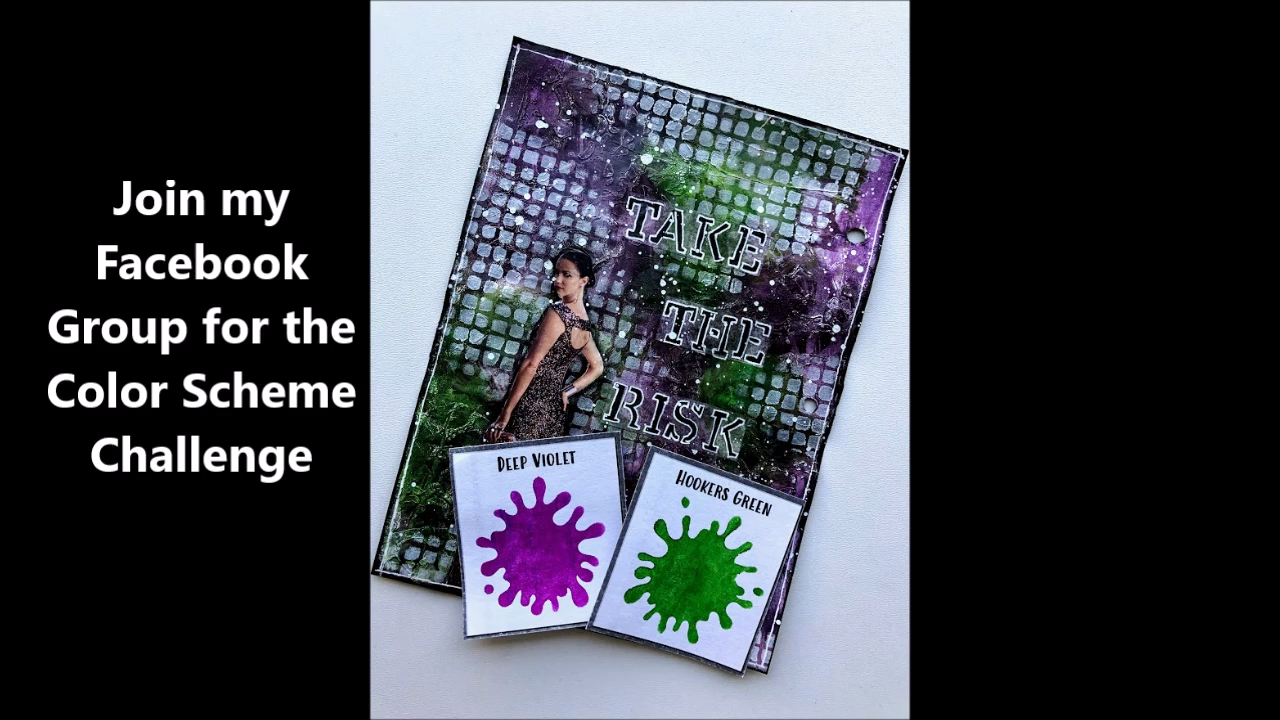 Join my
Facebook
Group for the
Color Scheme
Challenge
TAKE
THE
RISK
DEEP VIOLET
HOOKERS GREEN